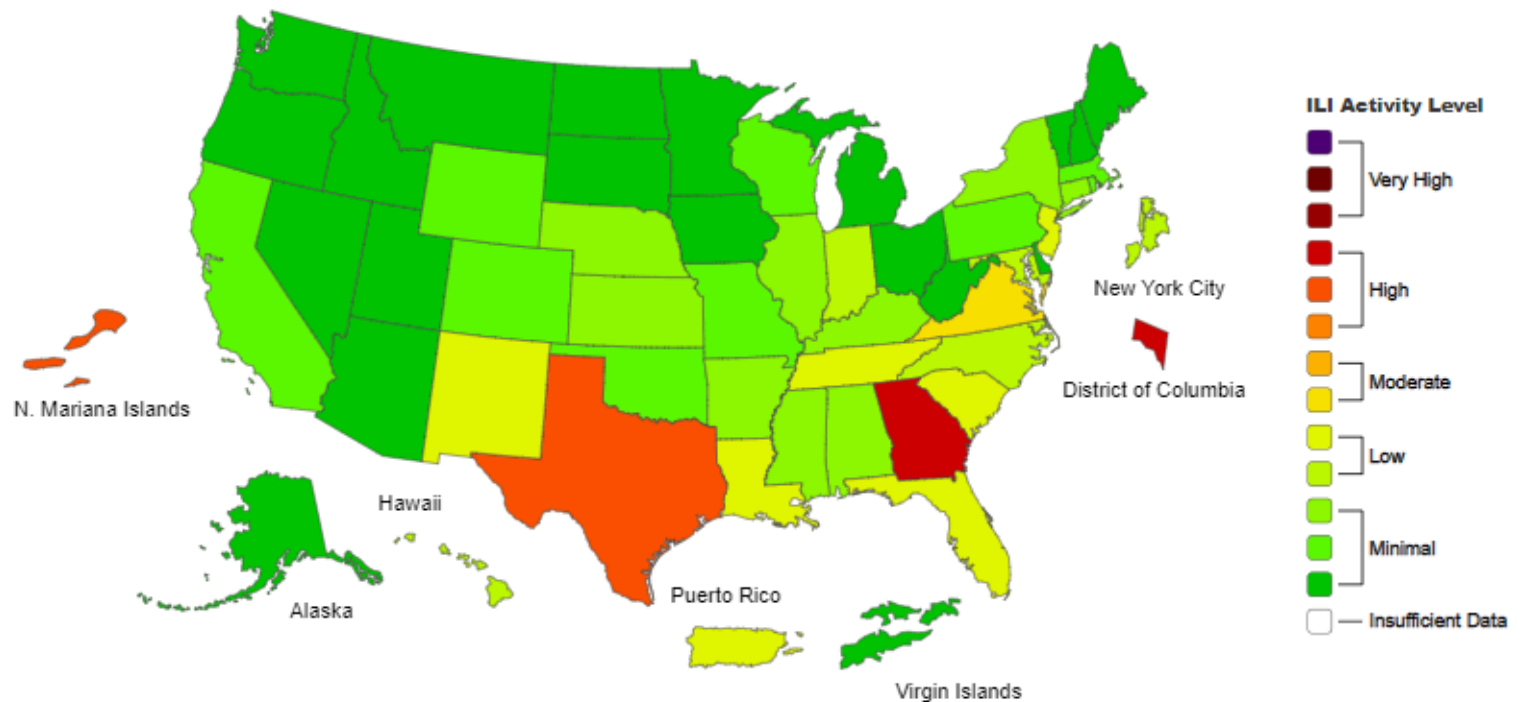 ILI Activity Level
Very High
High
Moderate
Low
Minimal
Insufficient Data
New York City
District of Columbia
N. Mariana Islands
Hawaii
Alaska
Puerto Rico
Virgin Islands